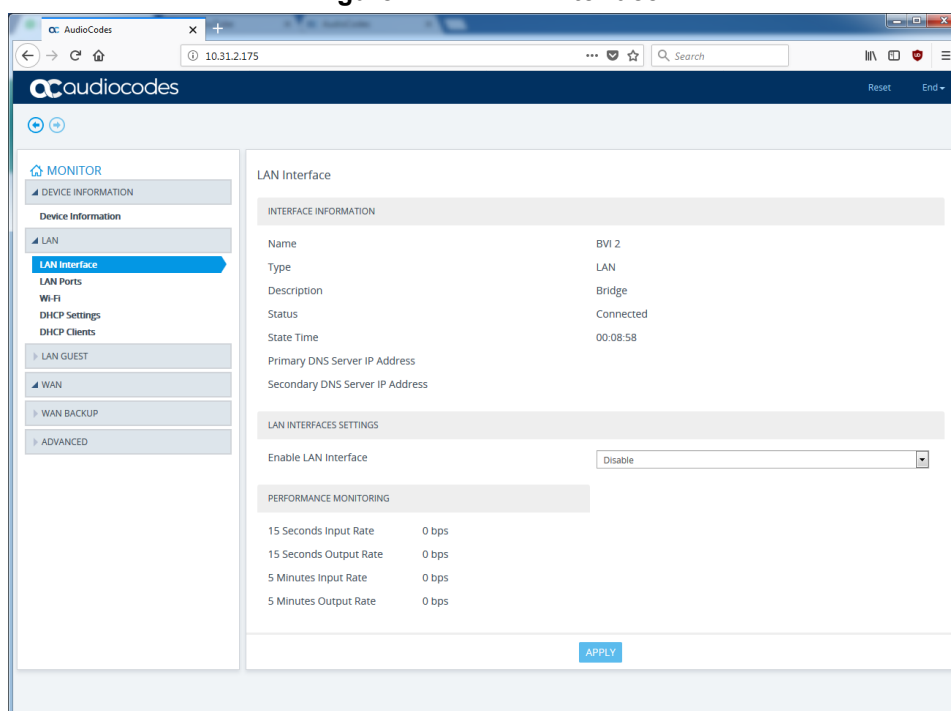 AudioCodes
10.31.2.175
Search
audiocodes
Reset End
MONITOR
DEVICE INFORMATION
Device Information
LAN
LAN Interface
LAN Ports
Wi-Fi
DHCP Settings
DHCP Clients
LAN GUEST
WAN
WAN BACKUP
ADVANCED
LAN Interface
INTERFACE INFORMATION
Name BVI 2
Type LAN
Description Bridge
Status Connected
State Time 00:08:58
Primary DNS Server IP Address
Secondary DNS Server IP Address
LAN INTERFACES SETTINGS
Enable LAN Interface Disable
PERFORMANCE MONITORING
15 Seconds Input Rate 0 bps
15 Seconds Output Rate 0 bps
5 Minutes Input Rate 0 bps
5 Minutes Output Rate 0 bps
APPLY